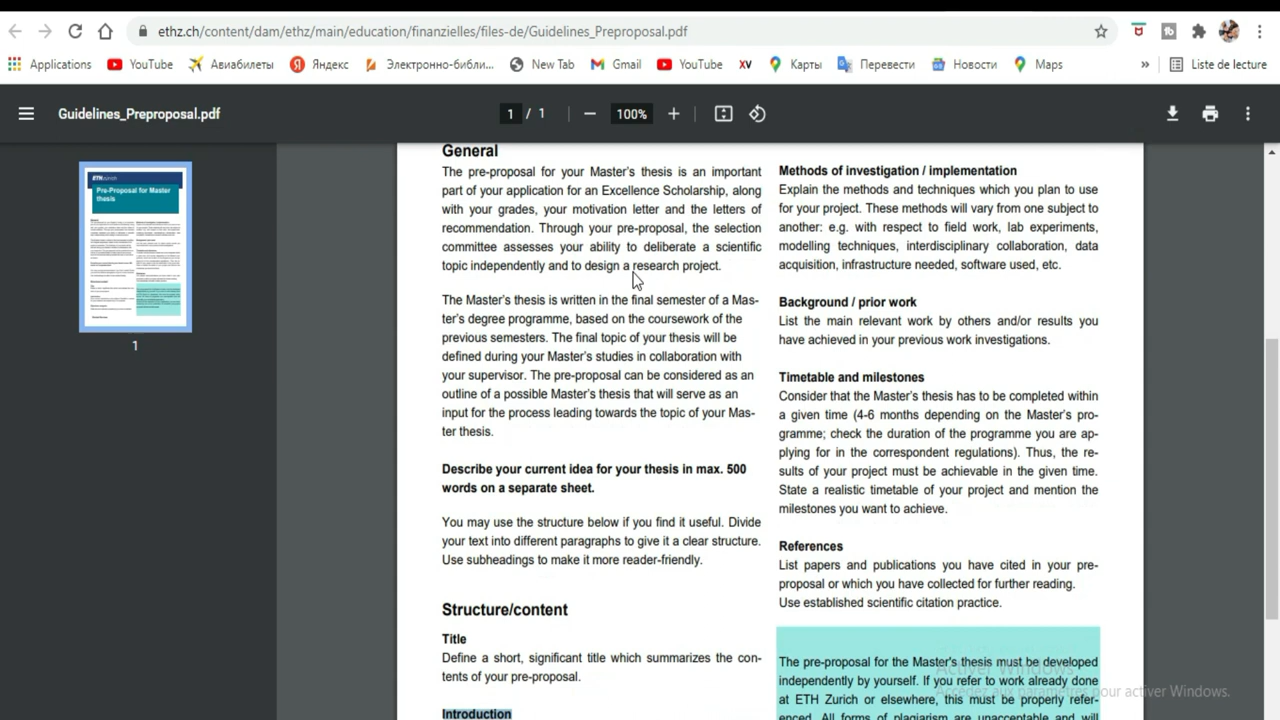 ethz.ch/content/dam/ethz/main/education/finanzielles/files-de/Guidelines_Preproposal.pdf
Applications
YouTube
Авиабилеты
Яндекс
Электронно-библи...
New Tab
Gmail
YouTube
XV
Карты
Перевести
Новости
Maps
»
Liste de lecture
Guidelines_Preproposal.pdf
1 / 1
100%
ETHzürich
Pre-Proposal for Master
thesis
1
General
The pre-proposal for your Master's thesis is an important
part of your application for an Excellence Scholarship, along
with your grades, your motivation letter and the letters of
recommendation. Through your pre-proposal, the selection
committee assesses your ability to deliberate a scientific
topic independently and to design a research project.
The Master's thesis is written in the final semester of a Mas-
ter's degree programme, based on the coursework of the
previous semesters. The final topic of your thesis will be
defined during your Master's studies in collaboration with
your supervisor. The pre-proposal can be considered as an
outline of a possible Master's thesis that will serve as an
input for the process leading towards the topic of your Mas-
ter thesis.
Describe your current idea for your thesis in max. 500
words on a separate sheet.
You may use the structure below if you find it useful. Divide
your text into different paragraphs to give it a clear structure.
Use subheadings to make it more reader-friendly.
Structure/content
Title
Define a short, significant title which summarizes the con-
tents of your pre-proposal.
Introduction
Methods of investigation / implementation
Explain the methods and techniques which you plan to use
for your project. These methods will vary from one subject to
another: e.g. with respect to field work, lab experiments,
modelling techniques, interdisciplinary collaboration, data
acquisition, infrastructure needed, software used, etc.
Background / prior work
List the main relevant work by others and/or results you
have achieved in your previous work investigations.
Timetable and milestones
Consider that the Master's thesis has to be completed within
a given time (4-6 months depending on the Master's pro-
gramme; check the duration of the programme you are ap-
plying for in the correspondent regulations). Thus, the re-
sults of your project must be achievable in the given time.
State a realistic timetable of your project and mention the
milestones you want to achieve.
References
List papers and publications you have cited in your pre-
proposal or which you have collected for further reading.
Use established scientific citation practice.
The pre-proposal for the Master's thesis must be developed
independently by yourself. If you refer to work already done
at ETH Zurich or elsewhere, this must be properly refer-
enced. All forms of plagiarism are unacceptable and will
Activer Windows
Accédez aux paramètres pour activer Windows.